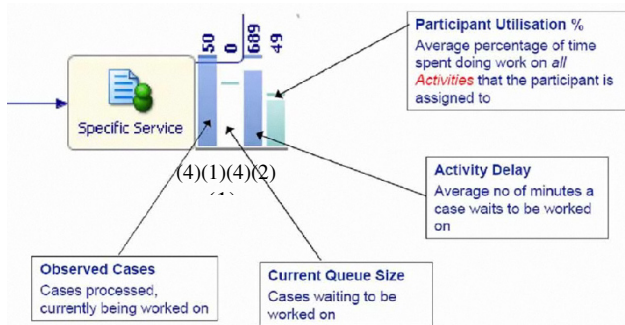 Participant Utilisation %
Average percentage of time
spent doing work on all
Activities that the participant is
assigned to
50
0
689
49
Specific Service
(4)(1)(4)(2)
Activity Delay
Average no of minutes a
case waits to be worked
on
Observed Cases
Cases processed,
currently being worked on
Current Queue Size
Cases waiting to be
worked on